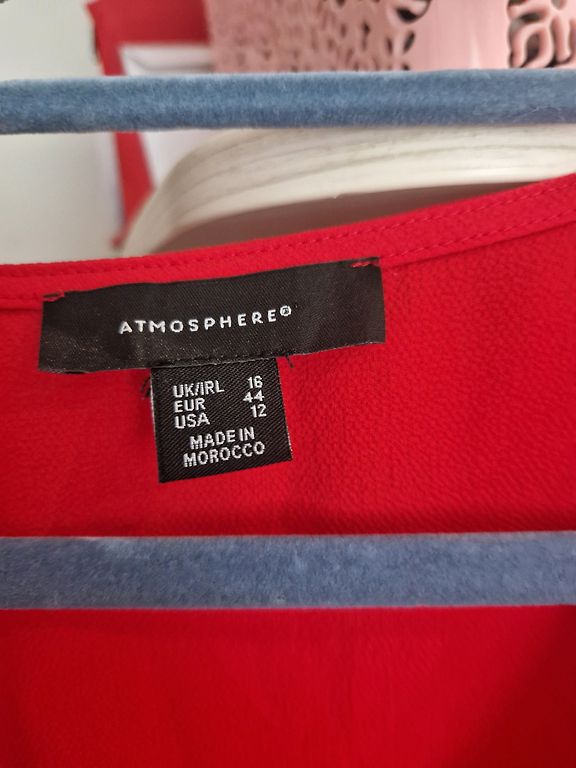 ATMOSPHERE®
UK/IRL 16
EUR 44
USA 12
MADE IN
MOROCCO